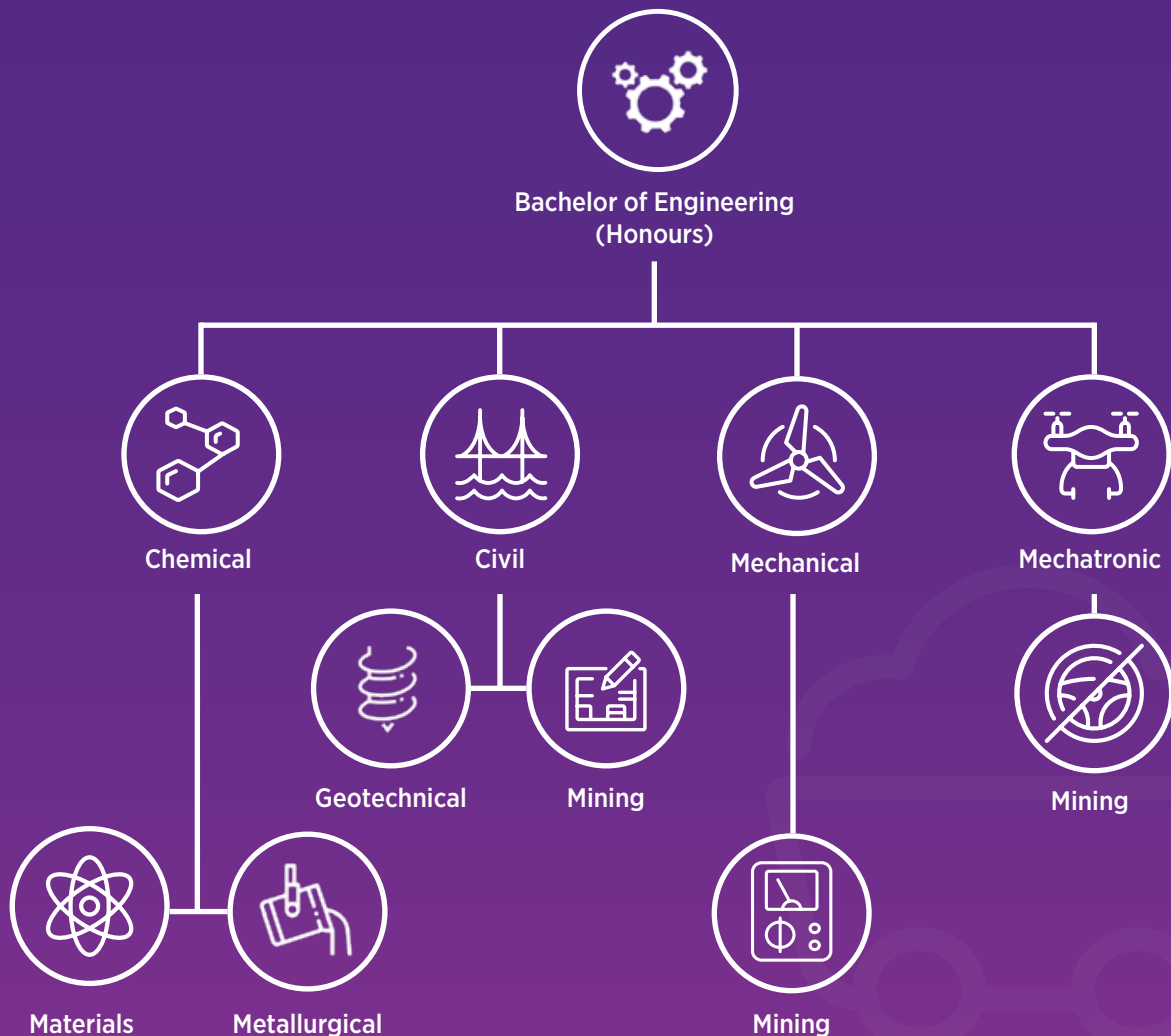 Bachelor of Engineering
(Honours)
Chemical
Civil
Mechanical
Mechatronic
Geotechnical
Mining
Mining
Materials
Metallurgical
Mining